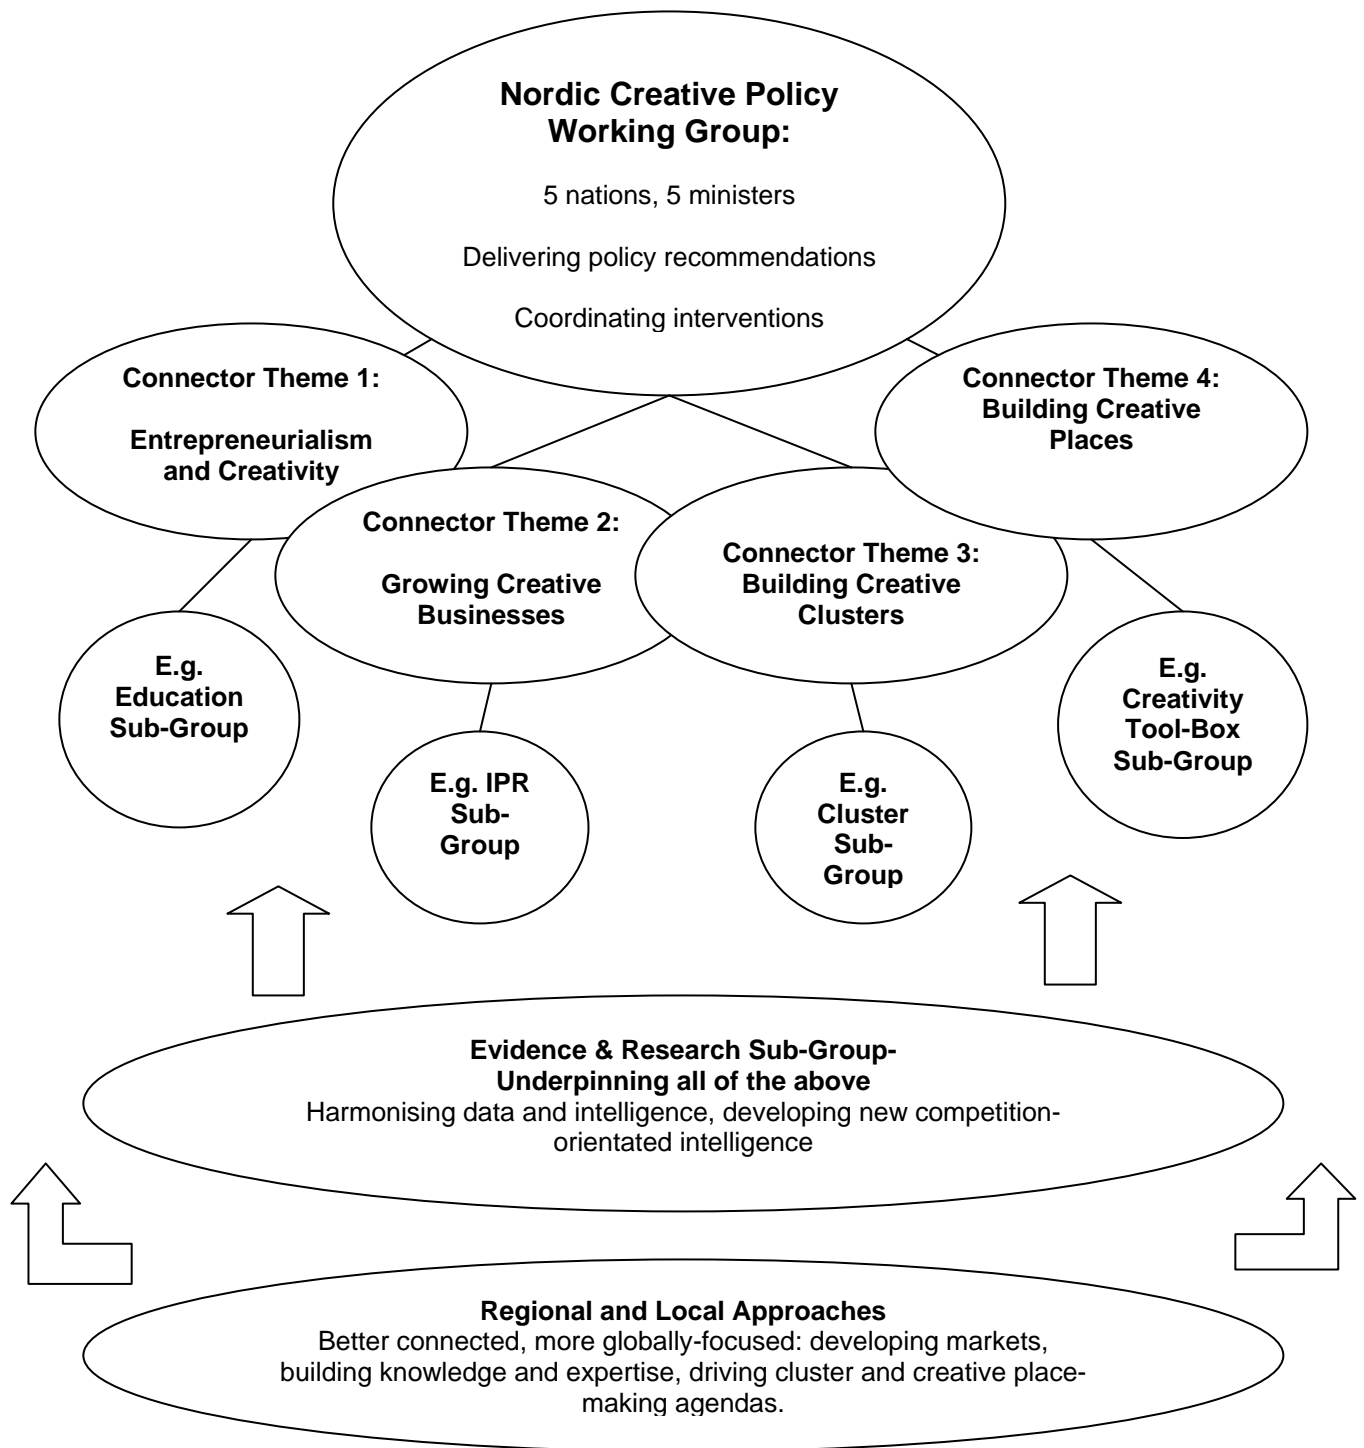 Nordic Creative Policy
Working Group:
5 nations, 5 ministers
Delivering policy recommendations
Coordinating interventions
Connector Theme 1:
Entrepreneurialism
and Creativity
Connector Theme 2:
Growing Creative
Businesses
Connector Theme 3:
Building Creative
Clusters
Connector Theme 4:
Building Creative
Places
E.g.
Education
Sub-Group
E.g. IPR
Sub-
Group
E.g.
Cluster
Sub-
Group
E.g.
Creativity
Tool-Box
Sub-Group
Evidence & Research Sub-Group-
Underpinning all of the above
Harmonising data and intelligence, developing new competition-
orientated intelligence
Regional and Local Approaches
Better connected, more globally-focused: developing markets,
building knowledge and expertise, driving cluster and creative place-
making agendas.